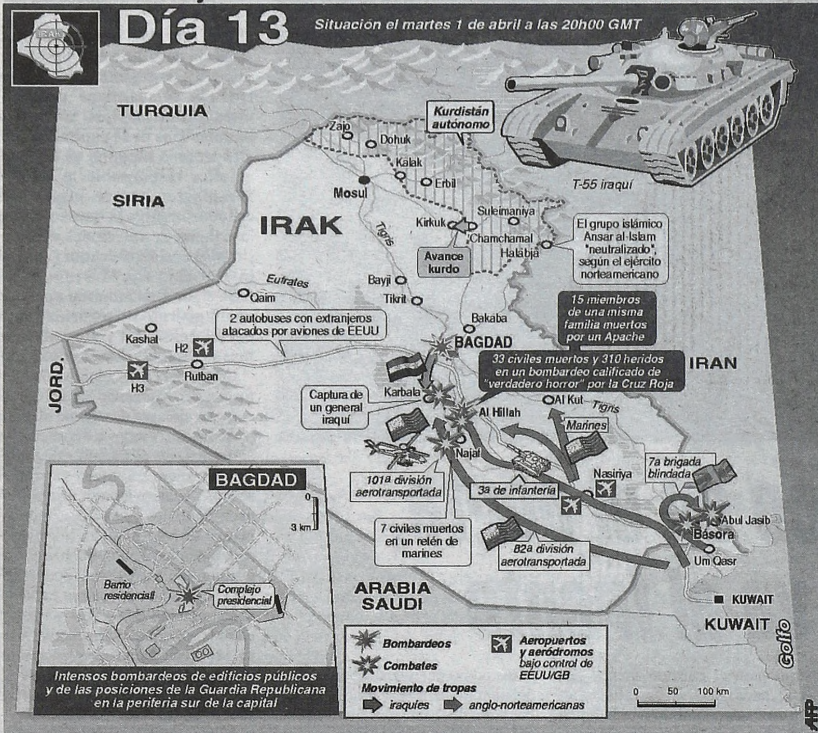 IRAK
Día 13
Situación el martes 1 de abril a las 20h00 GMT
TURQUIA
Kurdistán
autónomo
Zajo
Dohuk
Kalak
Mosul
Erbil
T-55 iraquí
SIRIA
IRAK
Suleimaniya
Kirkuk
Chamchamal
Halabja
Tigris
Avance
kurdo
El grupo islámico
Ansar al-Islam
"neutralizado",
según el ejército
norteamericano
Bayji
Eufrates
Qaim
Tikrit
15 miembros
de una misma
familia muertos
por un Apache
2 autobuses con extranjeros
atacados por aviones de EEUU
Bakaba
Kashal
H2
BAGDAD
IRAN
H3
Rutban
33 civiles muertos y 310 heridos
en un bombardeo calificado de
"verdadero horror" por la Cruz Roja
JORD.
Captura de
un general
iraquí
Karbala
Al Hillah
Al Kut
Tigris
Marines
Najaf
7a brigada
blindada
Nasiriya
101a división
aerotransportada
3a de infantería
BAGDAD
0
3 km
7 civiles muertos
en un retén de
marines
82a división
aerotransportada
Abul Jasib
Básora
Um Qasr
Barrio
residenciall
Complejo
presidencial
ARABIA
SAUDI
KUWAIT
KUWAIT
Golfo
Intensos bombardeos de edificios públicos
y de las posiciones de la Guardia Republicana
en la periferia sur de la capital
Bombardeos
Combates
Aeropuertos
y aeródromos
bajo control de
EEUU/GB
Movimiento de tropas
iraquíes
anglo-norteamericanas
0 50 100 km
AFP